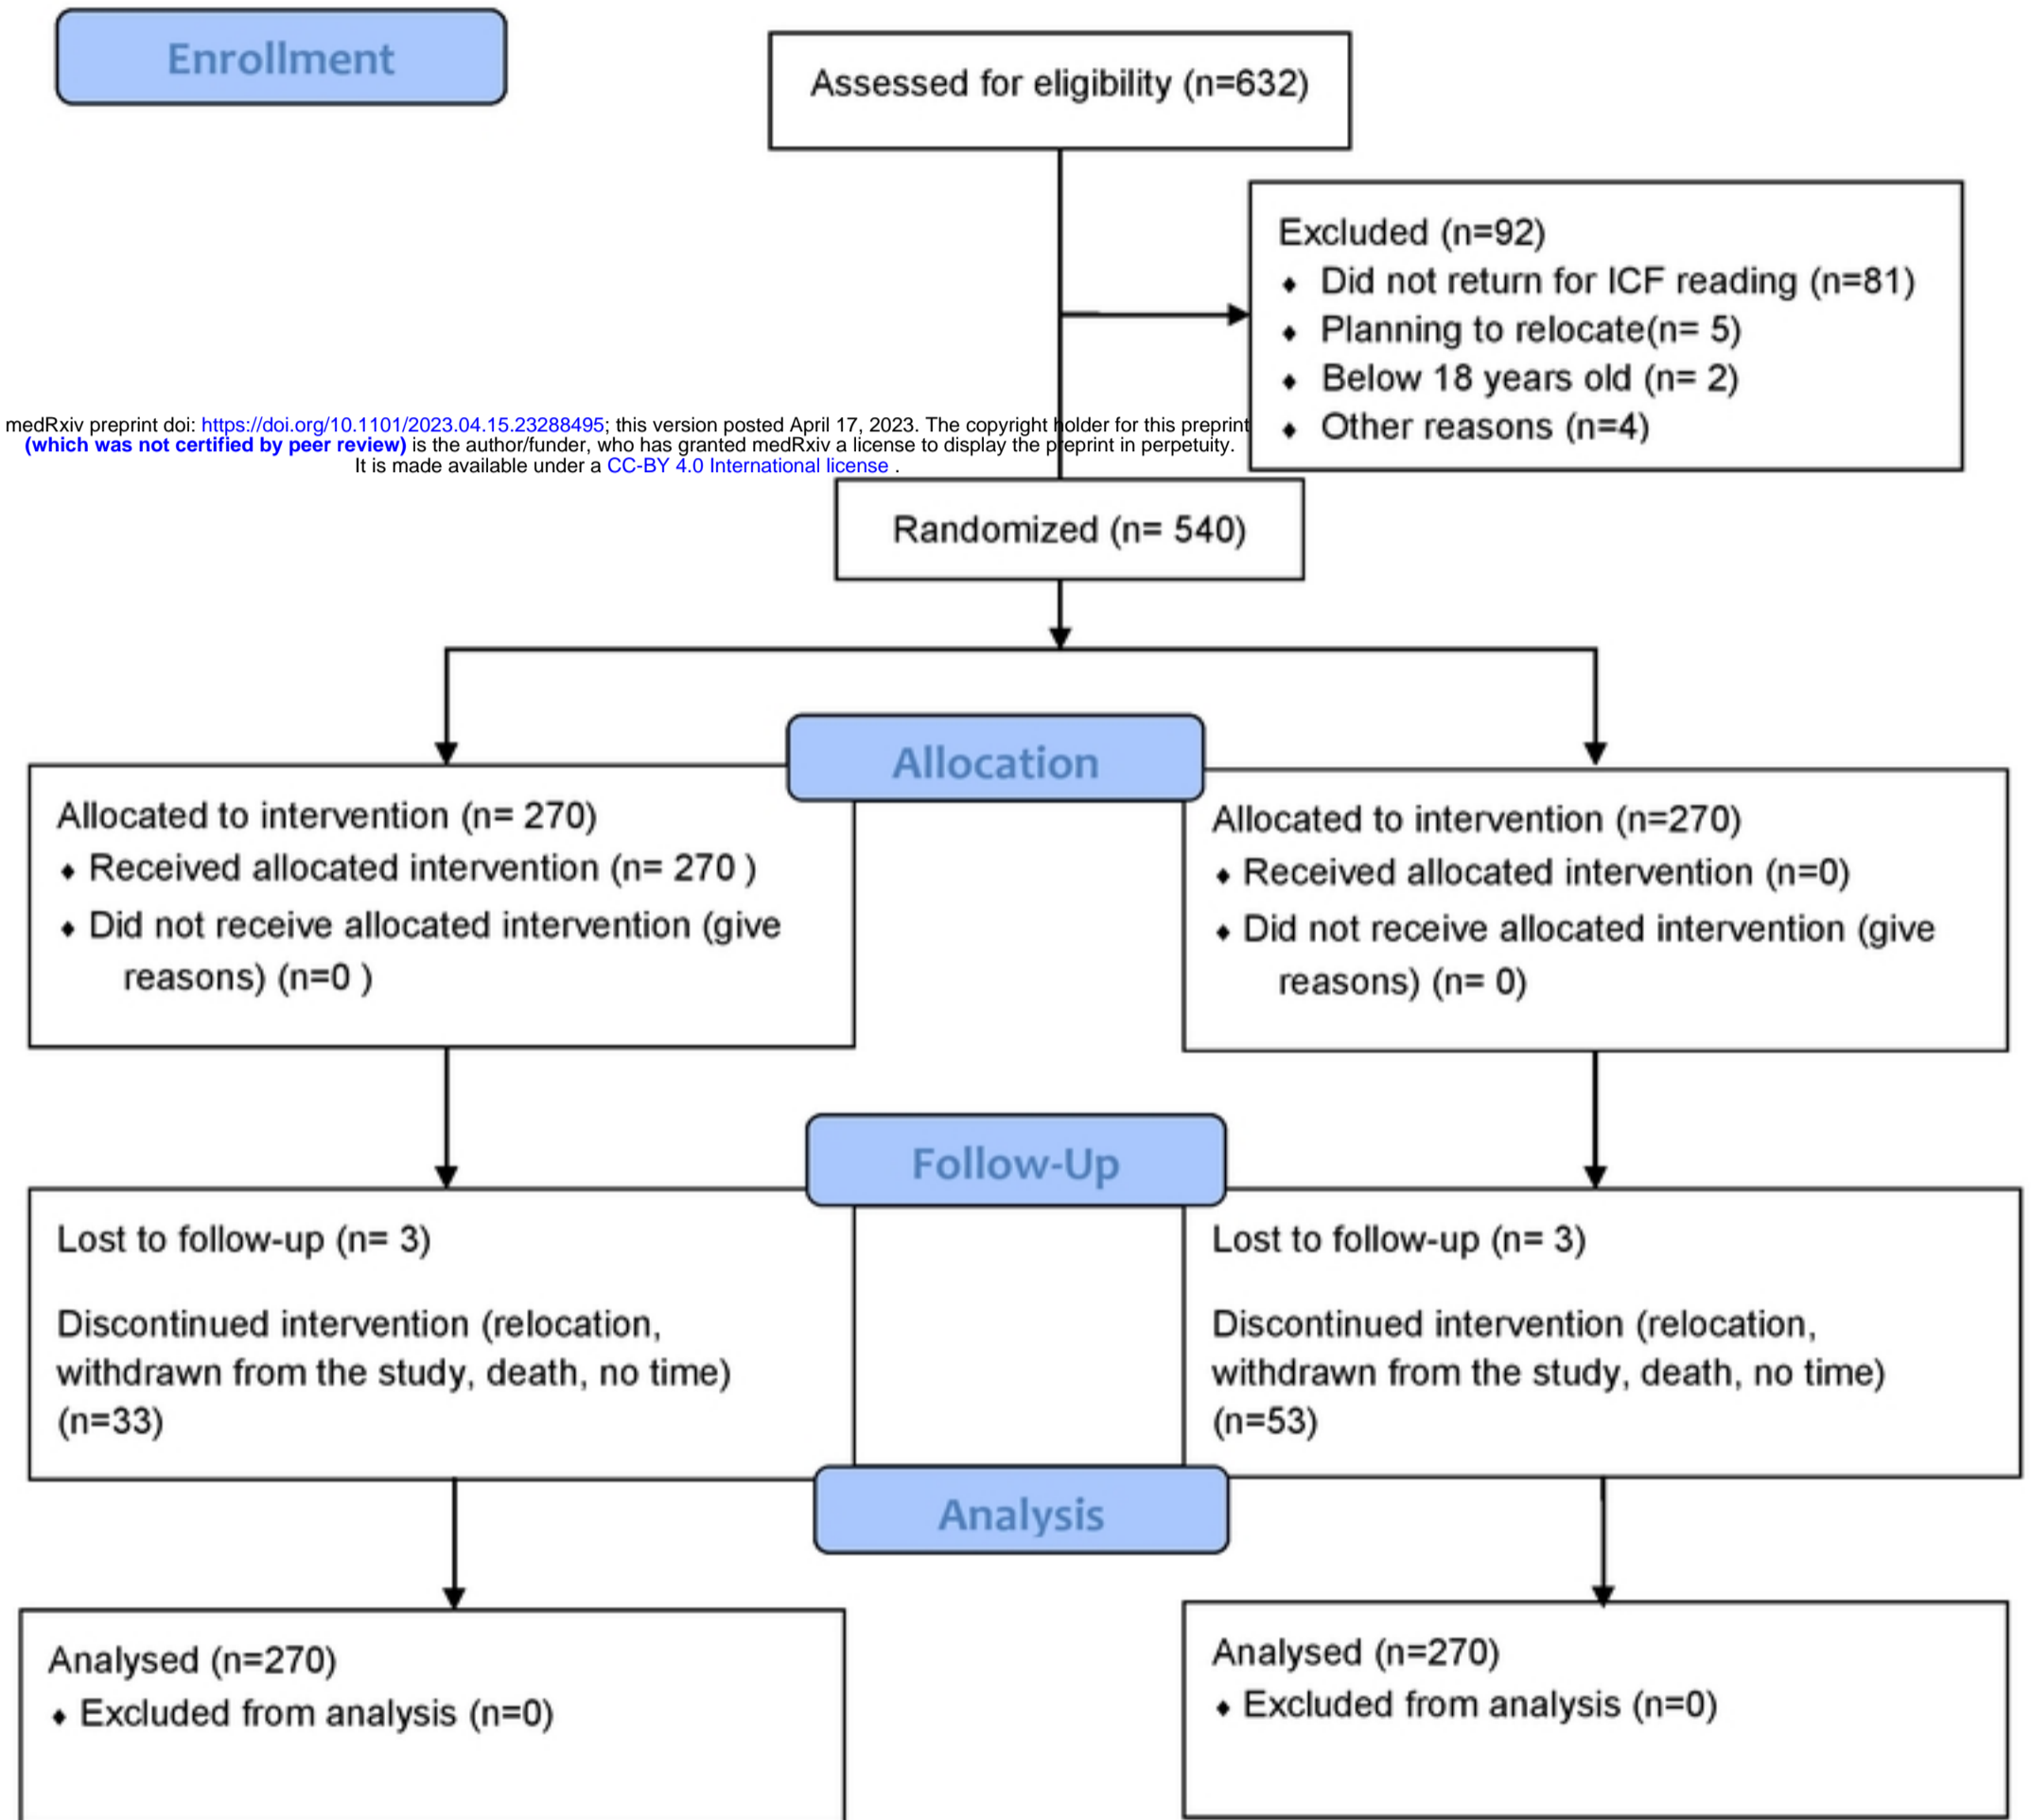 Enrollment
Assessed for eligibility (n=632)
Excluded (n=92)
♦ Did not return for ICF reading (n=81)
♦ Planning to relocate(n= 5)
♦ Below 18 years old (n= 2)
♦ Other reasons (n=4)
medRxiv preprint doi: https://doi.org/10.1101/2023.04.15.23288495; this version posted April 17, 2023. The copyright holder for this preprint
(which was not certified by peer review) is the author/funder, who has granted medRxiv a license to display the preprint in perpetuity.
It is made available under a CC-BY 4.0 International license .
Randomized (n= 540)
Allocation
Allocated to intervention (n= 270)
♦ Received allocated intervention (n= 270 )
♦ Did not receive allocated intervention (give
reasons) (n=0 )
Allocated to intervention (n=270)
♦ Received allocated intervention (n=0)
♦ Did not receive allocated intervention (give
reasons) (n= 0)
Follow-Up
Lost to follow-up (n= 3)
Discontinued intervention (relocation,
withdrawn from the study, death, no time)
(n=33)
Lost to follow-up (n= 3)
Discontinued intervention (relocation,
withdrawn from the study, death, no time)
(n=53)
Analysis
Analysed (n=270)
♦ Excluded from analysis (n=0)
Analysed (n=270)
♦ Excluded from analysis (n=0)